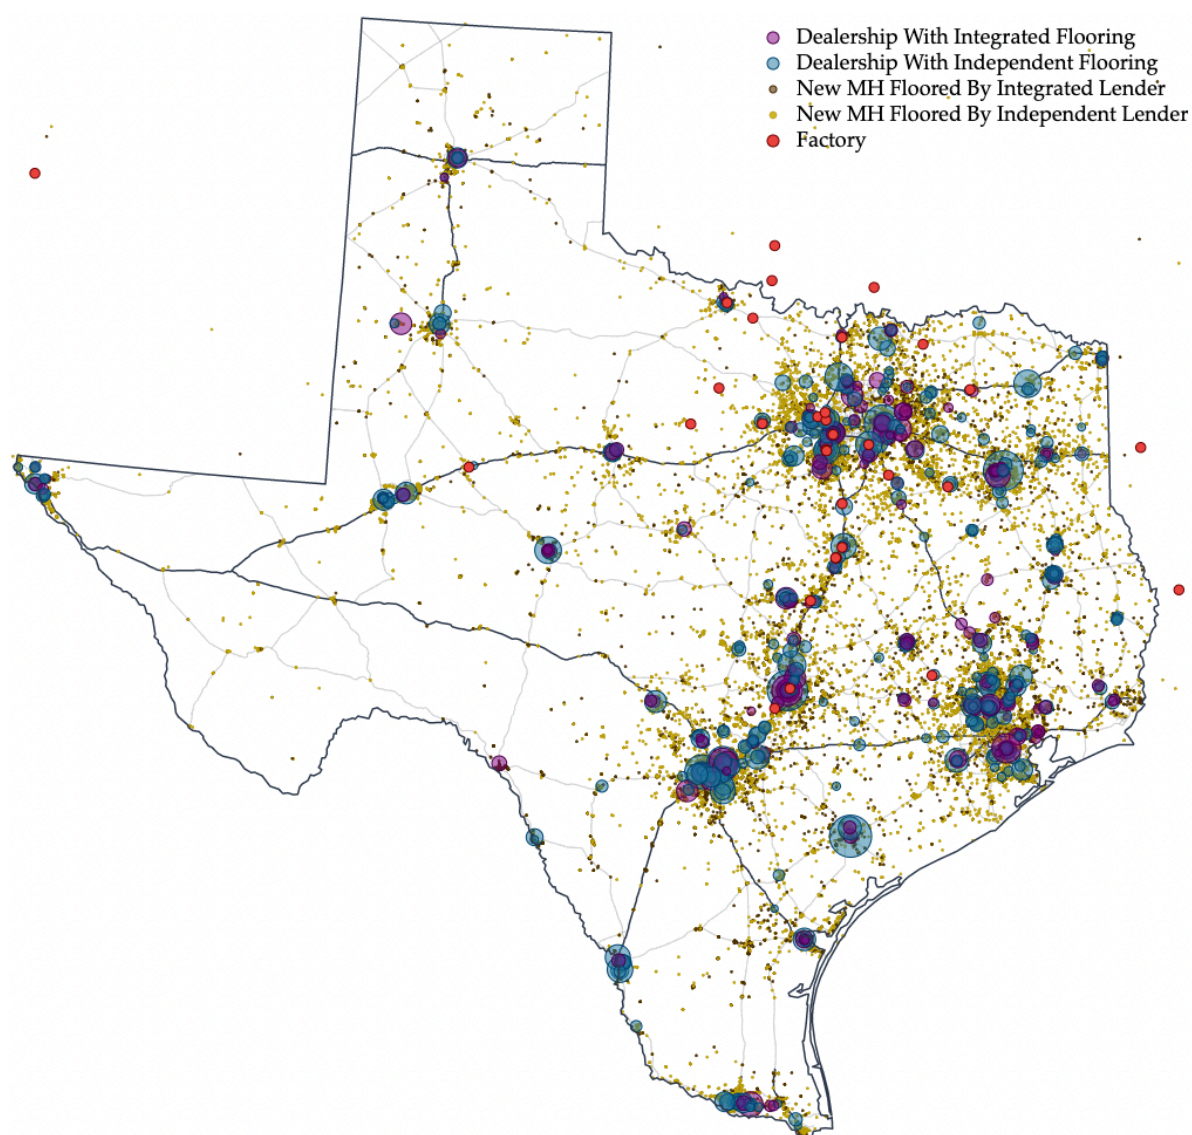 Dealership With Integrated Flooring
Dealership With Independent Flooring
New MH Floored By Integrated Lender
New MH Floored By Independent Lender
Factory